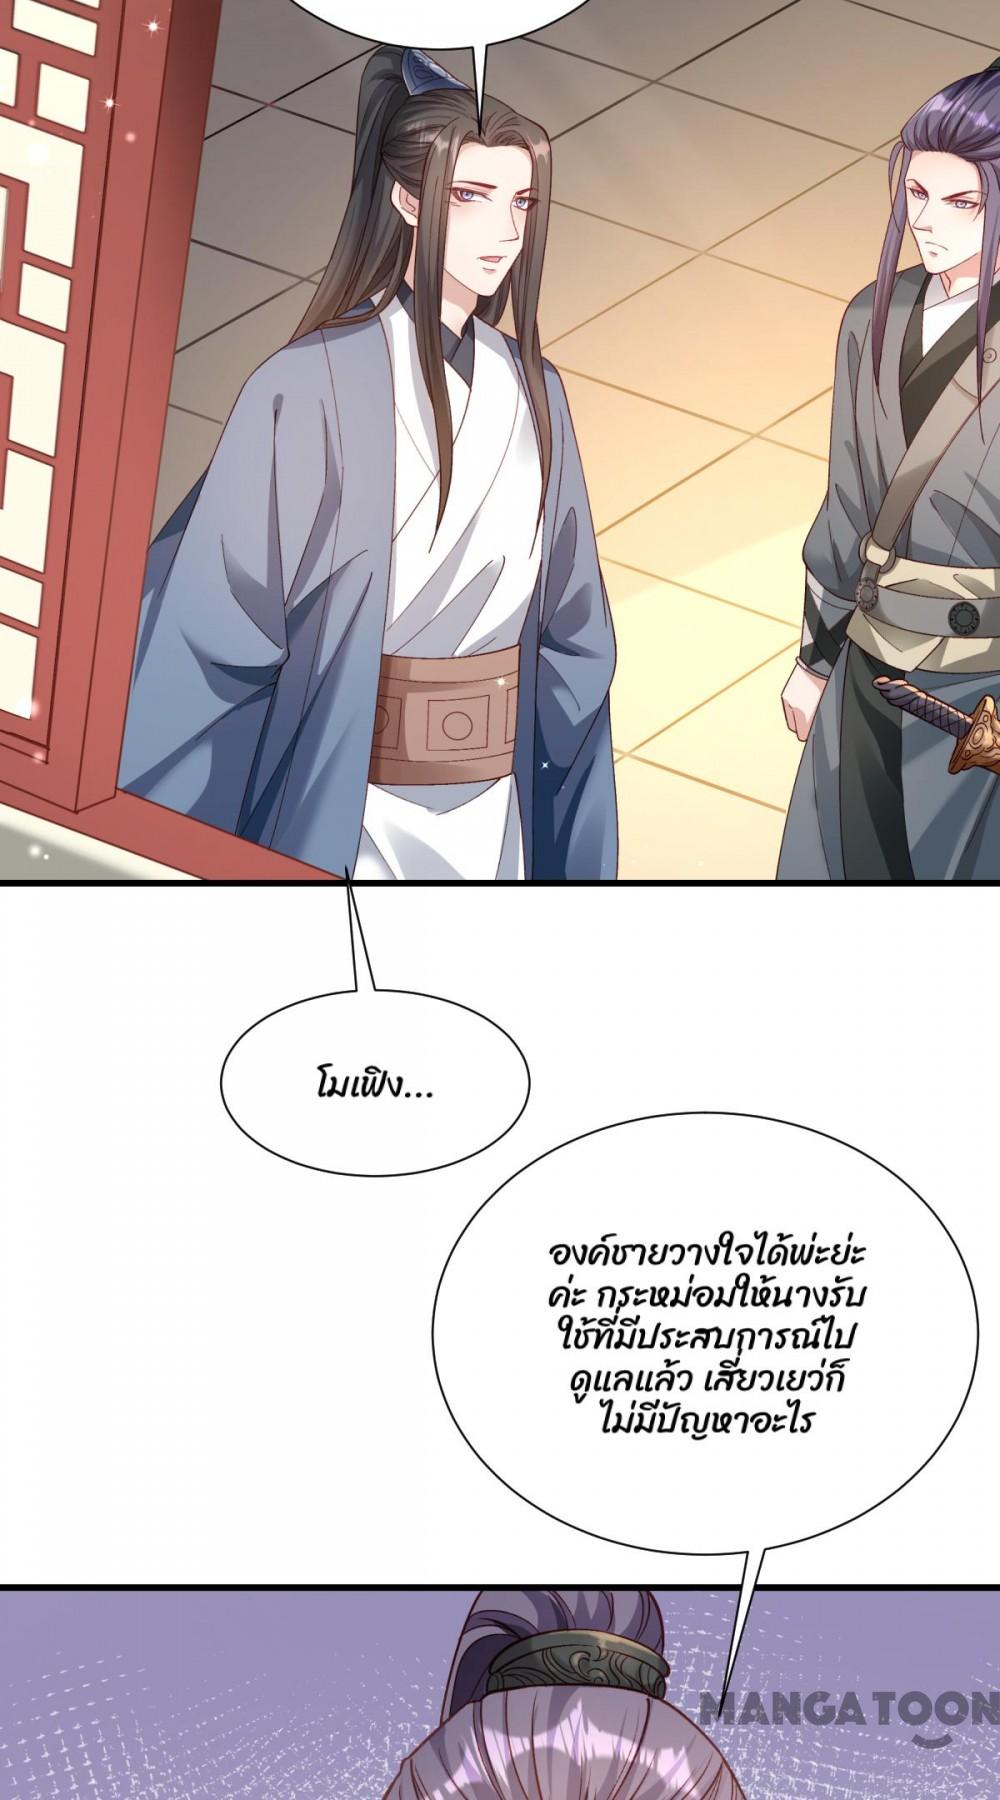 โมเฟิง...
องค์ชายวางใจได้พ่ะย่ะ
ค่ะ กระหม่อมให้นางรับ
ใช้ที่มีประสบการณ์ไป
ดูแลแล้ว เสี่ยวเยว่ก็
ไม่มีปัญหาอะไร
MANGATOON